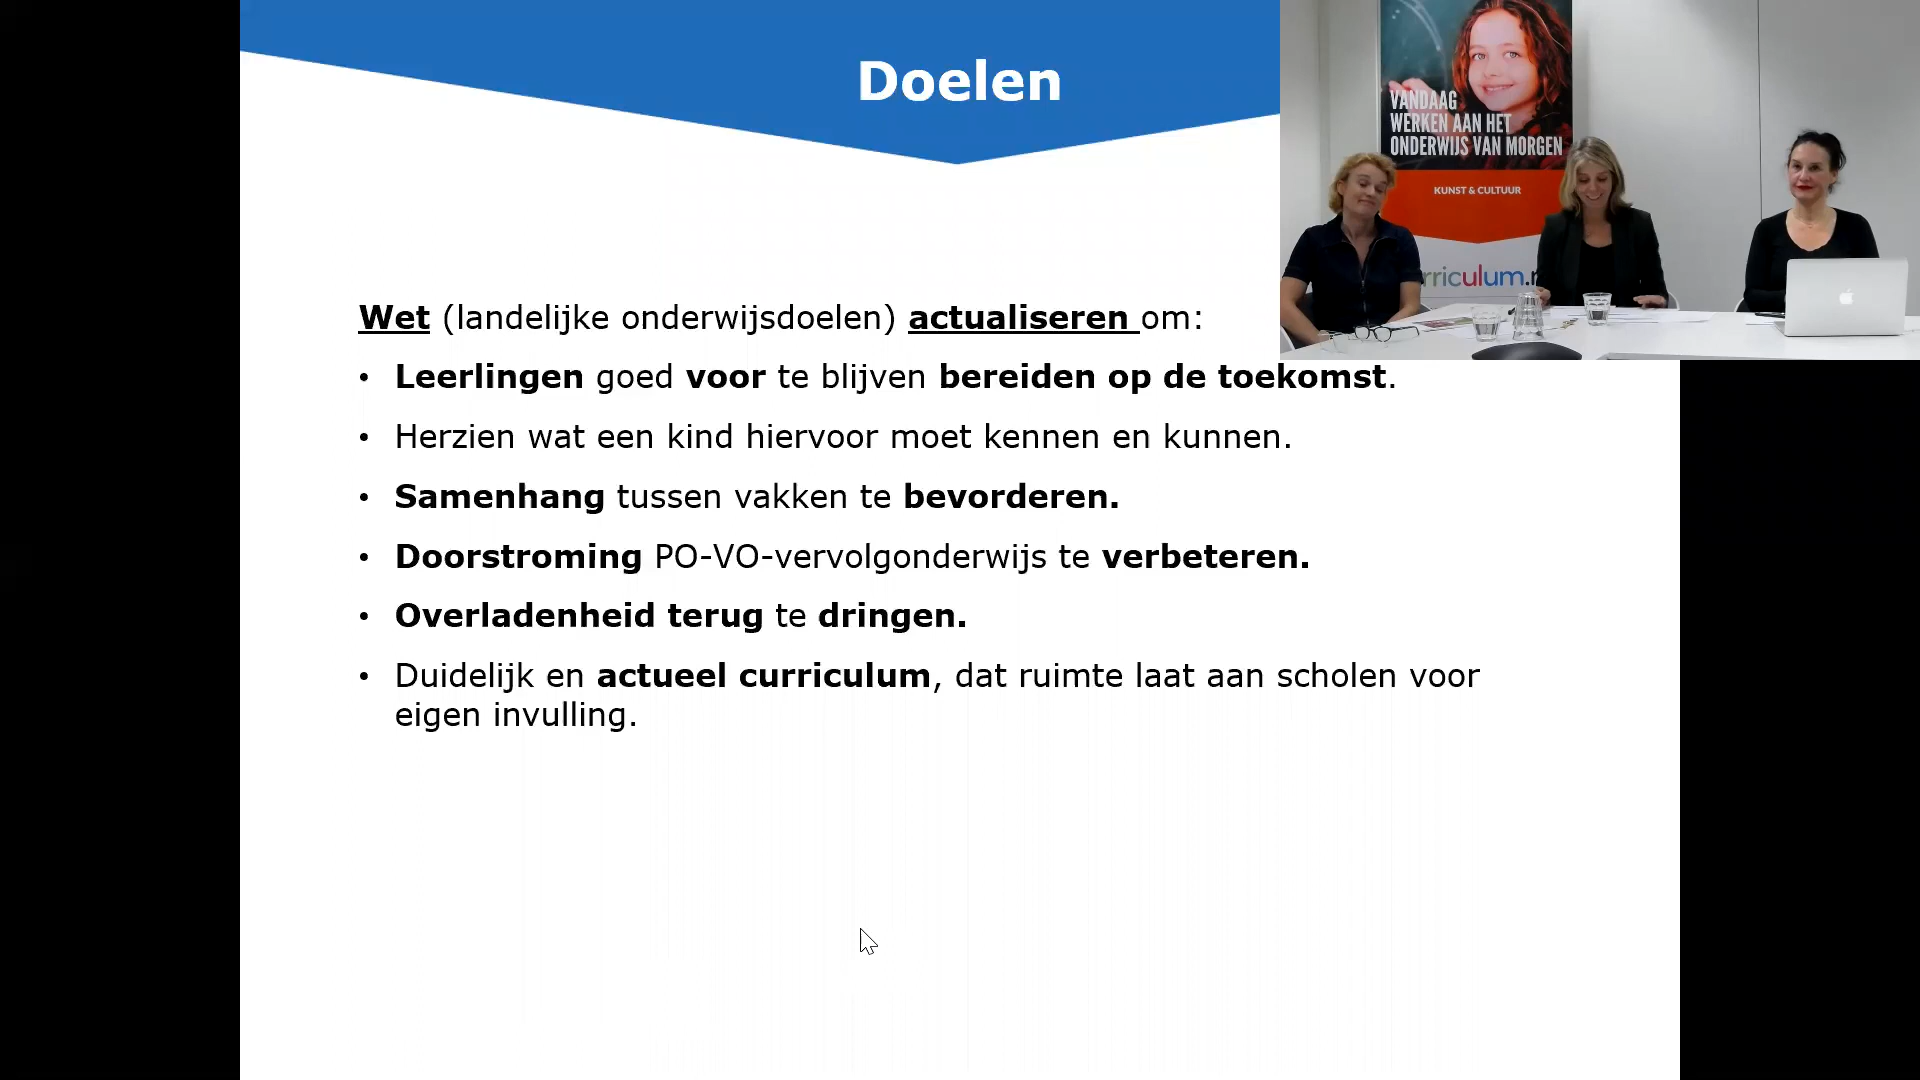 Doelen
VANDAAG
WERKEN AAN HET
ONDERWIJS VAN MORGEN
KUNST & CULTUUR
rriculum.n
Wet (landelijke onderwijsdoelen) actualiseren om:
• Leerlingen goed voor te blijven bereiden op de toekomst.
• Herzien wat een kind hiervoor moet kennen en kunnen.
• Samenhang tussen vakken te bevorderen.
• Doorstroming PO-VO-vervolgonderwijs te verbeteren.
• Overladenheid terug te dringen.
• Duidelijk en actueel curriculum, dat ruimte laat aan scholen voor
eigen invulling.